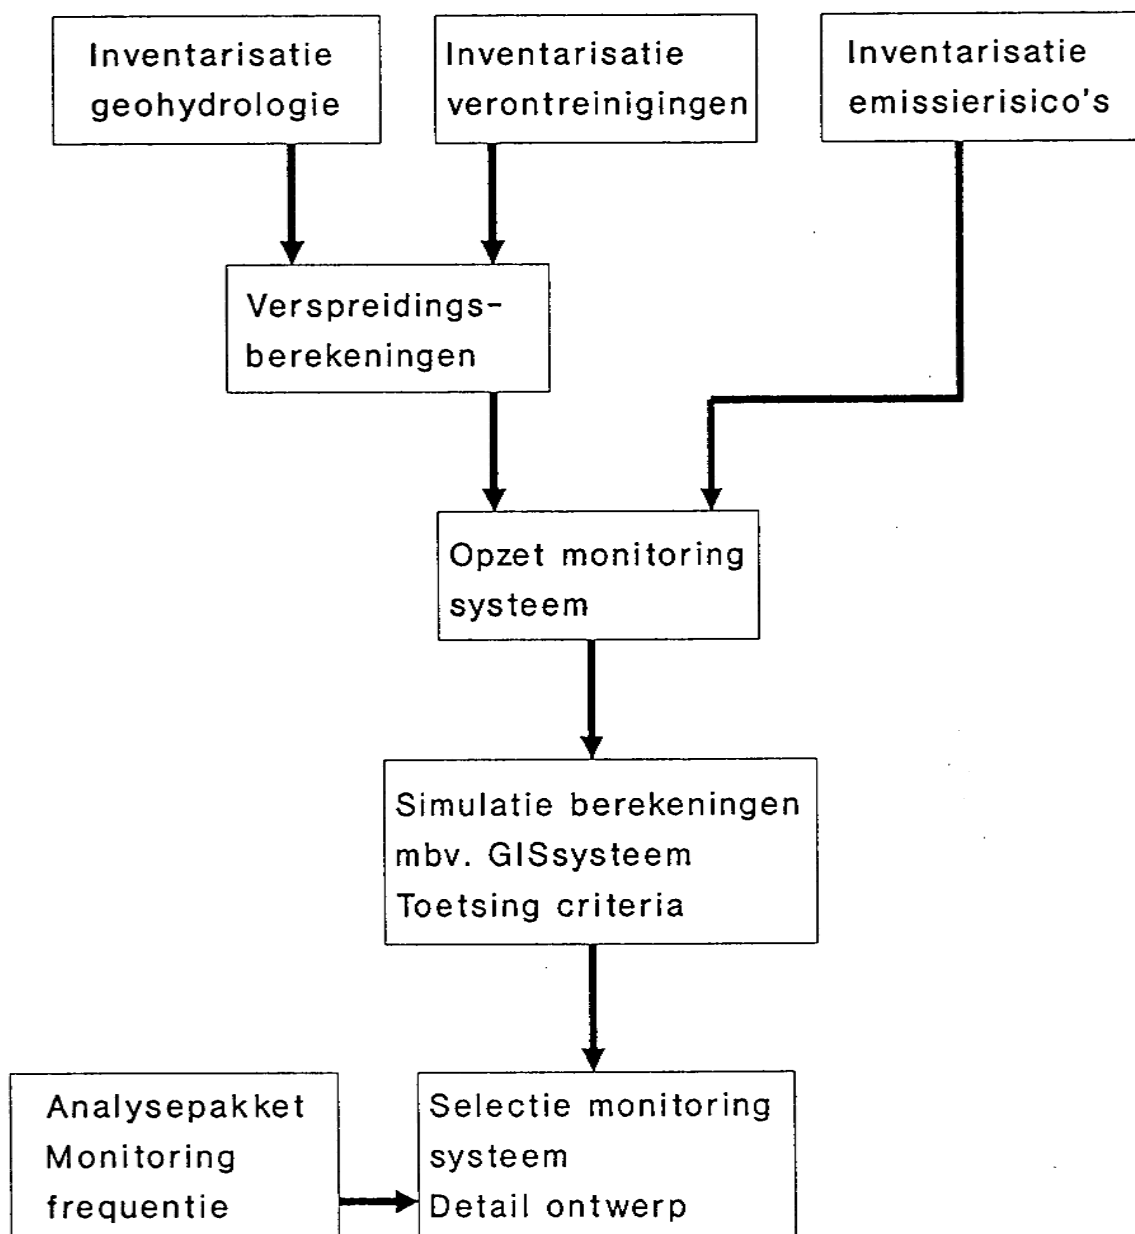 Inventarisatie
geohydrologie
Inventarisatie
verontreinigingen
Inventarisatie
emissierisico's
Verspreidings-
berekeningen
Opzet monitoring
systeem
Simulatie berekeningen
mbv. GISsysteem
Toetsing criteria
Analysepakket
Monitoring
frequentie
Selectie monitoring
systeem
Detail ontwerp